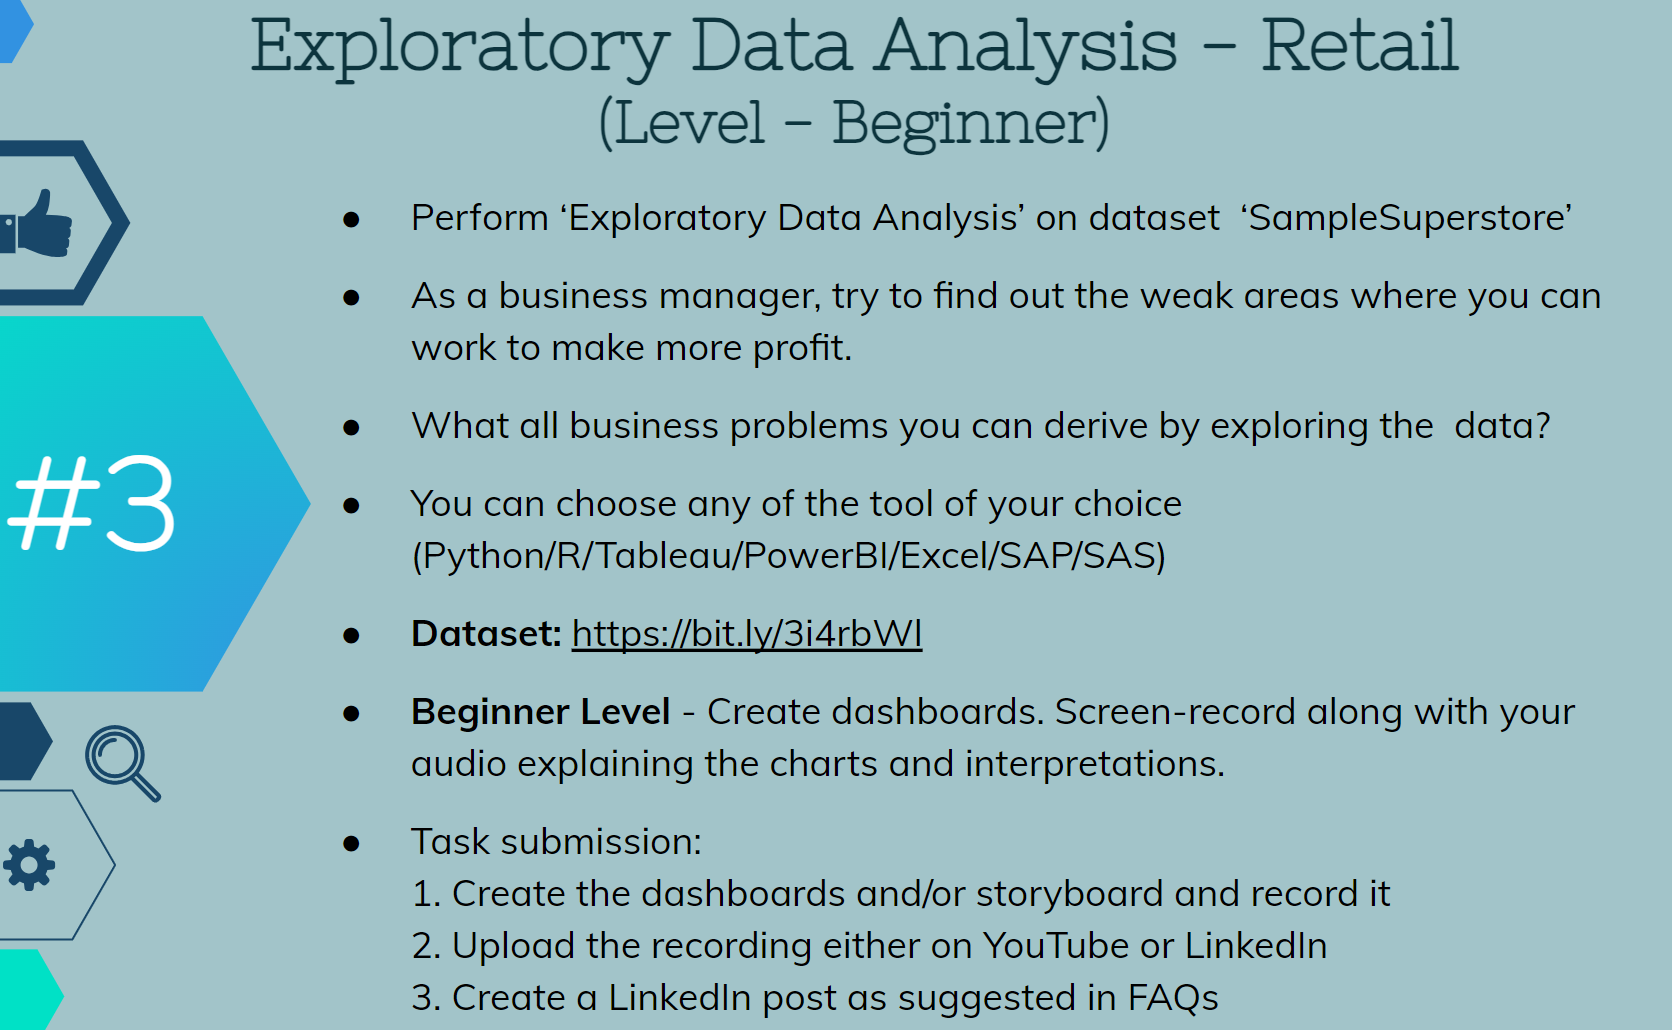 Exploratory Data Analysis - Retail
(Level - Beginner)
#3
● Perform ‘Exploratory Data Analysis’ on dataset  ‘SampleSuperstore’
● As a business manager, try to find out the weak areas where you can
work to make more profit.
● What all business problems you can derive by exploring the  data?
● You can choose any of the tool of your choice
(Python/R/Tableau/PowerBI/Excel/SAP/SAS)
● Dataset: https://bit.ly/3i4rbWl
● Beginner Level - Create dashboards. Screen-record along with your
audio explaining the charts and interpretations.
● Task submission:
1. Create the dashboards and/or storyboard and record it
2. Upload the recording either on YouTube or LinkedIn
3. Create a LinkedIn post as suggested in FAQs